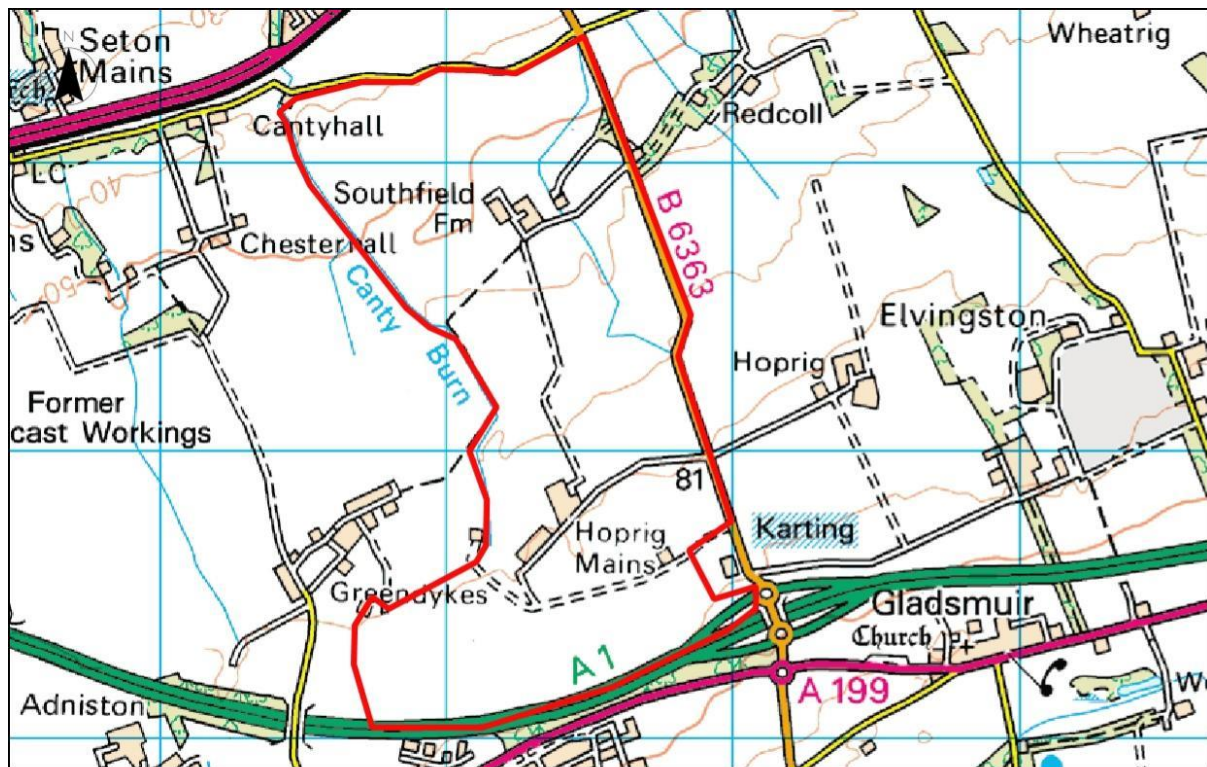 N
Seton
Mains
Wheatrig
Redcoll
Cantyhall
LC
40
Southfield
Fm
B 6363
Chesterhall
50
Canty
Burn
Elvingston
Hoprig
Former
cast Workings
81
Hoprig
Mains
Karting
Greendykes
Gladsmuir
Church
A 1
A 199
Adniston